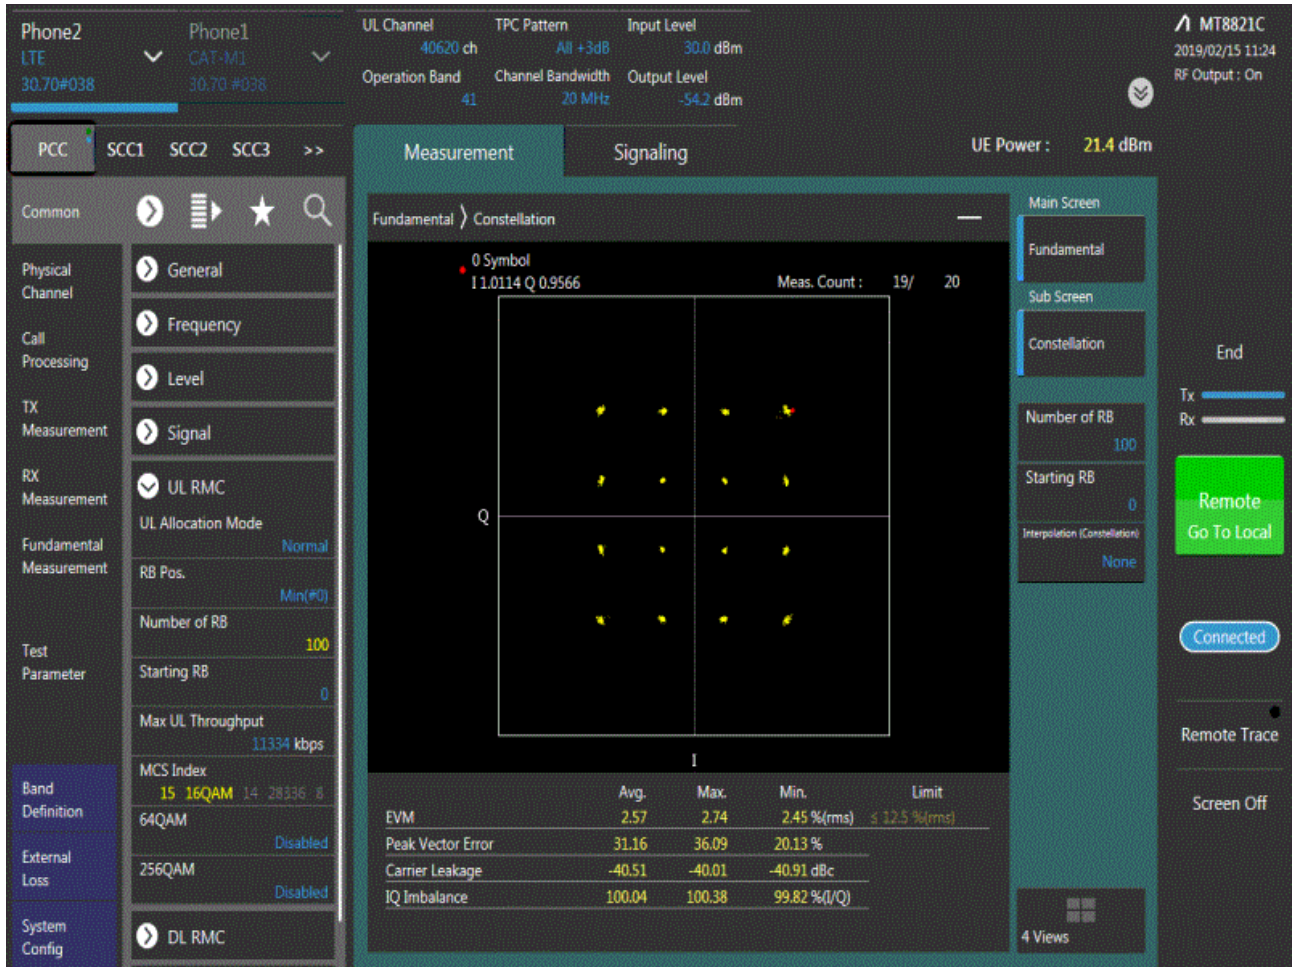 Phone2
LTE
30.70#038
Phone1
CAT-M1
30.70 #038
UL Channel
40620 ch
TPC Pattern
All +3dB
Input Level
30.0 dBm
Operation Band
41
Channel Bandwidth
20 MHz
Output Level
-54.2 dBm
MT8821C
2019/02/15 11:24
RF Output : On
PCC SCC1 SCC2 SCC3 >>
Measurement
Signaling
UE Power : 21.4 dBm
Common
Physical
Channel
Call
Processing
TX
Measurement
RX
Measurement
Fundamental
Measurement
Test
Parameter
Band
Definition
External
Loss
System
Config
General
Frequency
Level
Signal
UL RMC
UL Allocation Mode
Normal
RB Pos.
Min(#0)
Number of RB
100
Starting RB
0
Max UL Throughput
11334 kbps
MCS Index
15 16QAM 14 28336 8
64QAM
Disabled
256QAM
Disabled
DL RMC
Fundamental Constellation
0 Symbol
I 1.0114 Q 0.9566
Meas. Count : 19/ 20
Q
I
Avg. Max. Min. Limit
EVM 2.57 2.74 2.45 %(rms) ≤ 12.5 %(rms)
Peak Vector Error 31.16 36.09 20.13 %
Carrier Leakage -40.51 -40.01 -40.91 dBc
IQ Imbalance 100.04 100.38 99.82 %(I/Q)
Main Screen
Fundamental
Sub Screen
Constellation
Number of RB
100
Starting RB
0
Interpolation (Constellation)
None
4 Views
End
Tx
Rx
Remote
Go To Local
Connected
Remote Trace
Screen Off